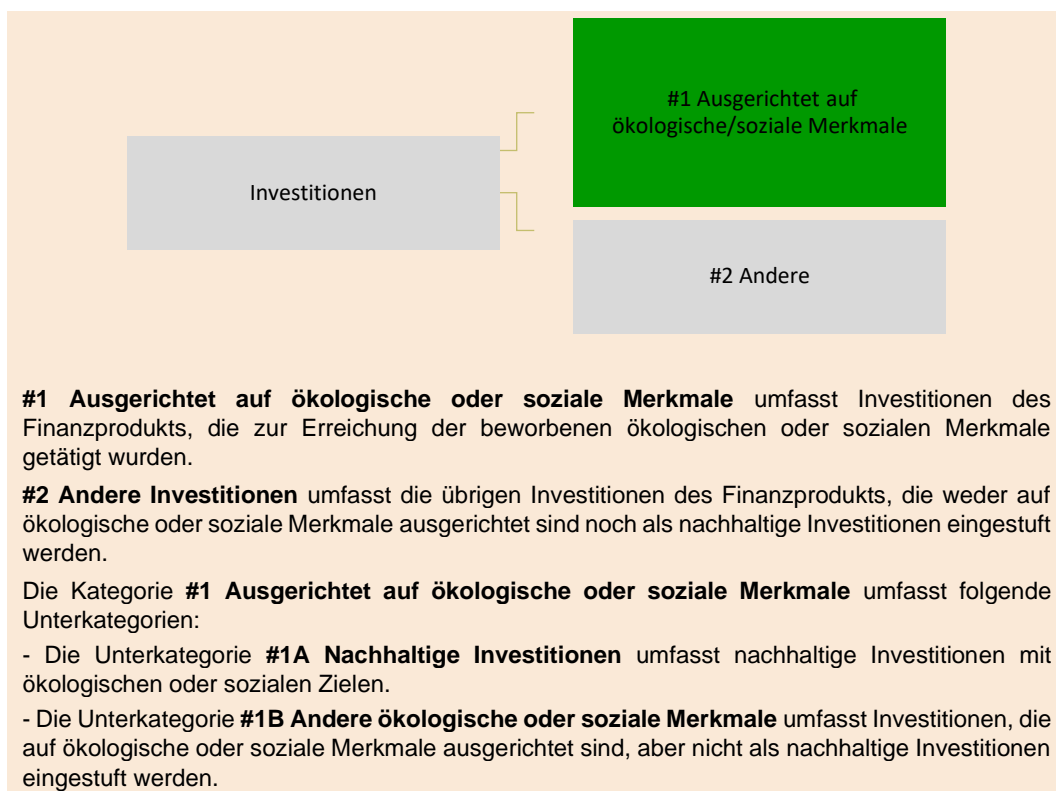 #1 Ausgerichtet auf
ökologische/soziale Merkmale
Investitionen
#2 Andere
#1 Ausgerichtet auf ökologische oder soziale Merkmale umfasst Investitionen des
Finanzprodukts, die zur Erreichung der beworbenen ökologischen oder sozialen Merkmale
getätigt wurden.
#2 Andere Investitionen umfasst die übrigen Investitionen des Finanzprodukts, die weder auf
ökologische oder soziale Merkmale ausgerichtet sind noch als nachhaltige Investitionen eingestuft
werden.
Die Kategorie #1 Ausgerichtet auf ökologische oder soziale Merkmale umfasst folgende
Unterkategorien:
- Die Unterkategorie #1A Nachhaltige Investitionen umfasst nachhaltige Investitionen mit
ökologischen oder sozialen Zielen.
- Die Unterkategorie #1B Andere ökologische oder soziale Merkmale umfasst Investitionen, die
auf ökologische oder soziale Merkmale ausgerichtet sind, aber nicht als nachhaltige Investitionen
eingestuft werden.